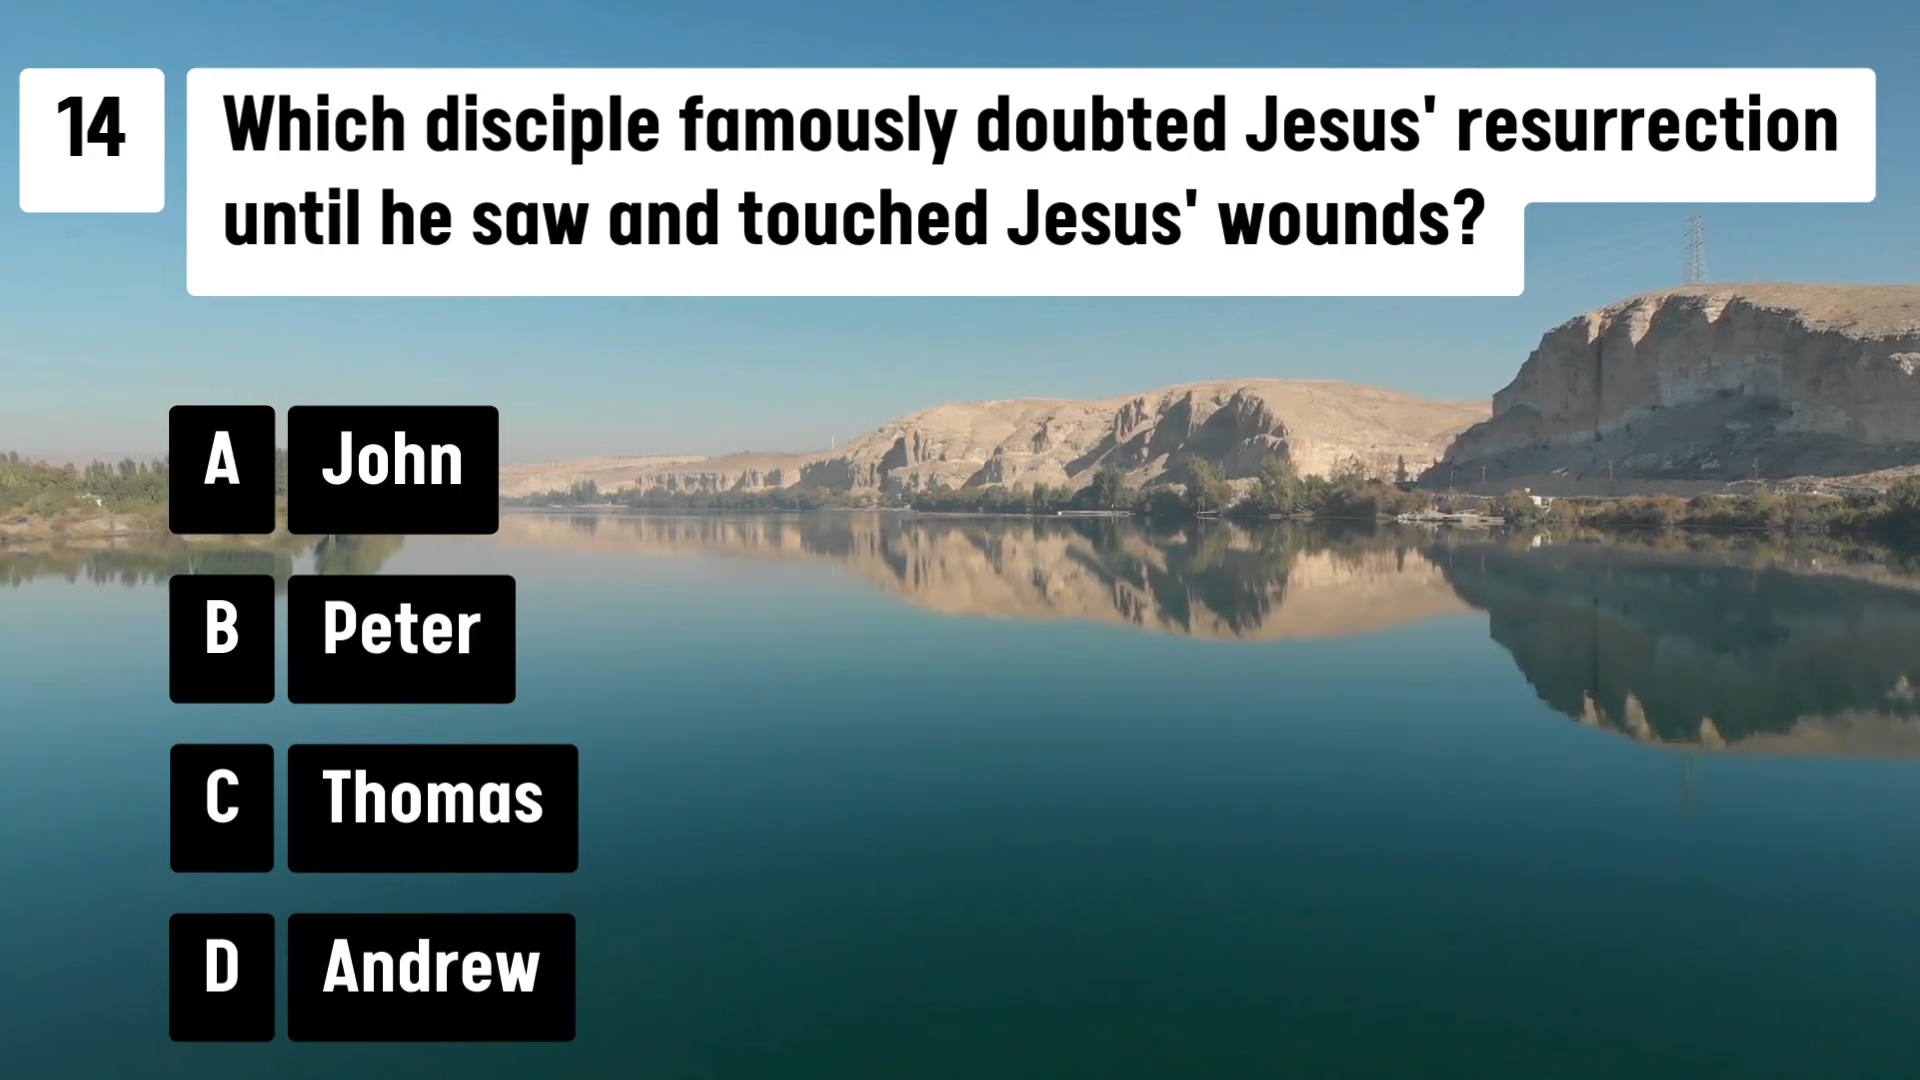 14
Which disciple famously doubted Jesus' resurrection
until he saw and touched Jesus' wounds?
A John
B Peter
C Thomas
D Andrew